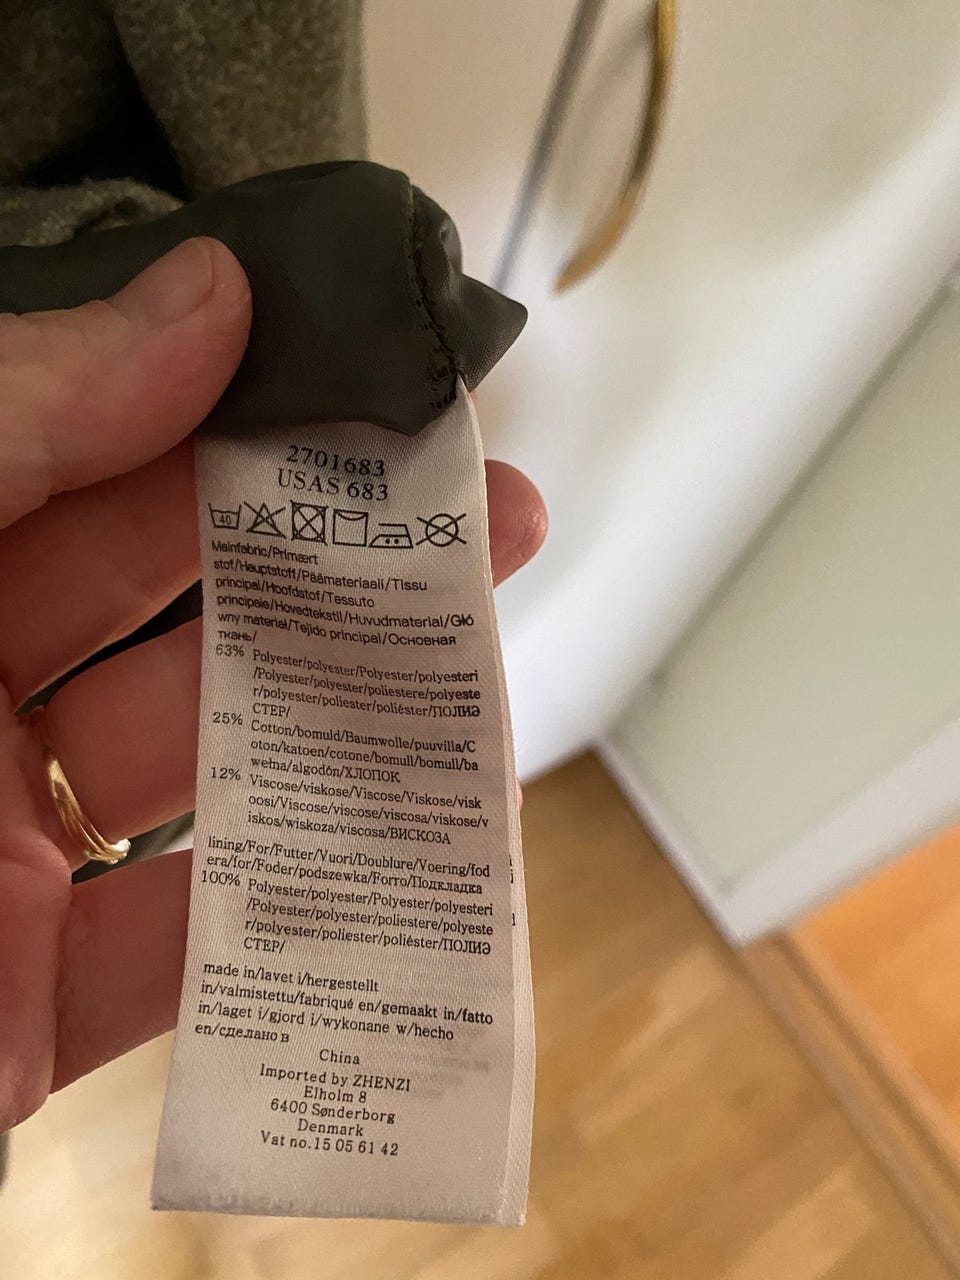 2701683
USAS 683
40
Mainfabric/Primært
stof/Hauptstoff/Päämateriaali/Tissu
principal/Hoofdstof/Tessuto
principale/Hovedtekstil/Huvudmaterial/Głó
wny materiał/Tejido principal/Основная
ткань/
63% Polyester/polyester/Polyester/polyesteri
/Polyester/polyester/poliestere/polyeste
r/polyester/poliester/poliéster/ПОЛИЭ
СТЕР/
25% Cotton/bomuld/Baumwolle/puuvilla/C
oton/katoen/cotone/bomull/bomull/ba
wełna/algodón/ХЛОПОК
12% Viscose/viskose/Viscose/Viskose/visk
oosi/Viscose/viscose/viscosa/viskose/v
iskos/wiskoza/viscosa/ВИСКОЗА
lining/For/Futter/Vuori/Doublure/Voering/fod
era/for/Foder/podszewka/Forro/Подкладка
100% Polyester/polyester/Polyester/polyesteri
/Polyester/polyester/poliestere/polyeste
r/polyester/poliester/poliéster/ПОЛИЭ
СТЕР/
made in/lavet i/hergestellt
in/valmistettu/fabriqué en/gemaakt in/fatto
in/laget i/gjord i/wykonane w/hecho
en/сделано в
China
Imported by ZHENZI
Elholm 8
6400 Sønderborg
Denmark
Vat no.15 05 61 42